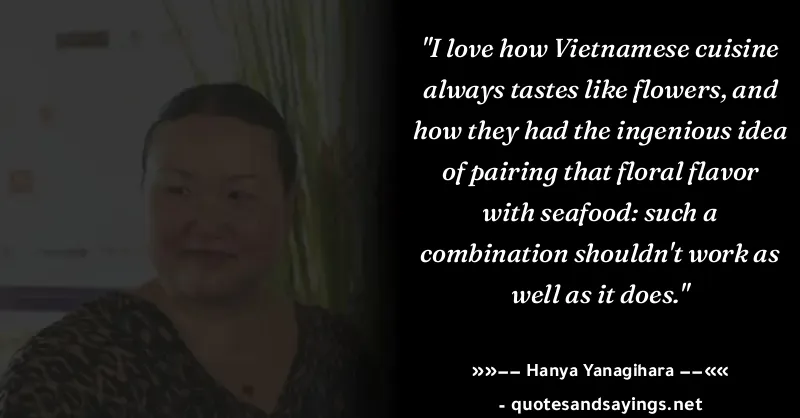 "I love how Vietnamese cuisine
always tastes like flowers, and
how they had the ingenious idea
of pairing that floral flavor
with seafood: such a
combination shouldn't work as
well as it does."
»»–– Hanya Yanagihara ––««
- quotesandsayings.net